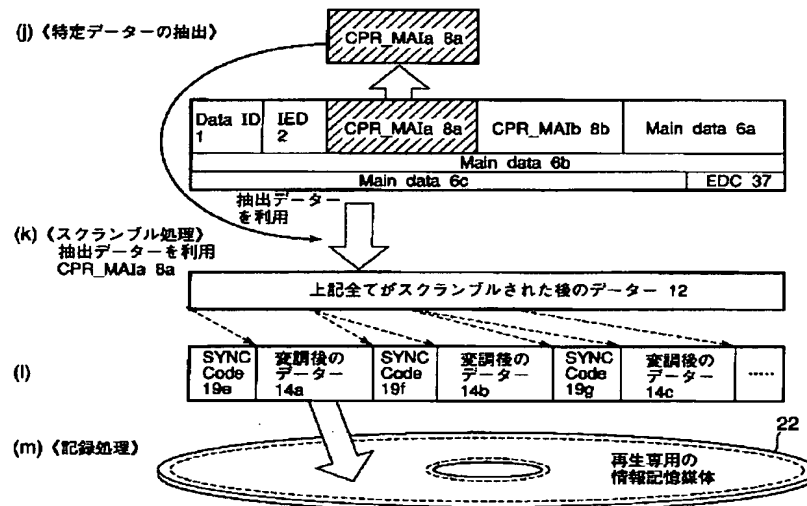 (j)《特定データーの抽出》
CPR_MAIa 8a
Data ID
1
IED
2
CPR_MAIa 8a
CPR_MAIb 8b
Main data 6a
Main data 6b
Main data 6c
EDC 37
抽出データー
を利用
(k)《スクランブル処理》
抽出データーを利用
CPR_MAIa 8a
上記全てがスクランブルされた後のデーター 12
(l)
SYNC
Code
19e
変調後の
データー
14a
SYNC
Code
19f
変調後の
データー
14b
SYNC
Code
19g
変調後の
データー
14c
.....
(m)《記録処理》
22
再生専用の
情報記憶媒体